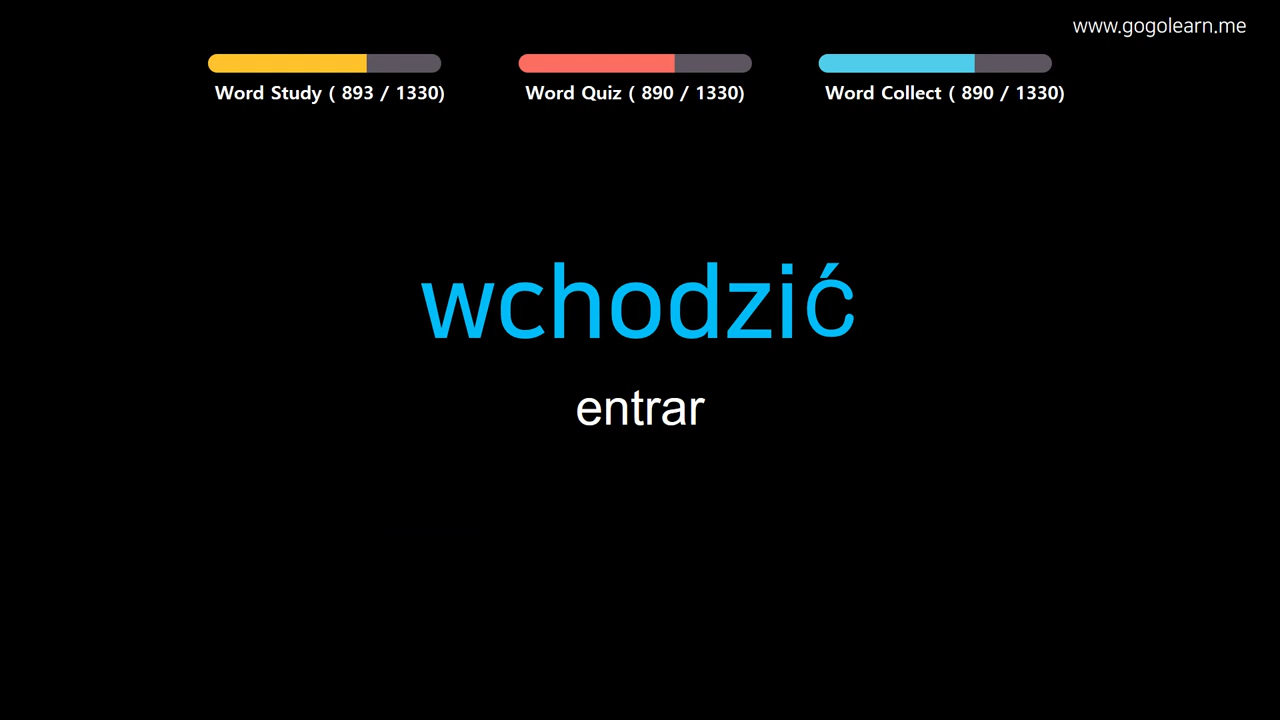 www.gogolearn.me
Word Study ( 893 / 1330)
Word Quiz ( 890 / 1330)
Word Collect ( 890 / 1330)
wchodzić
entrar